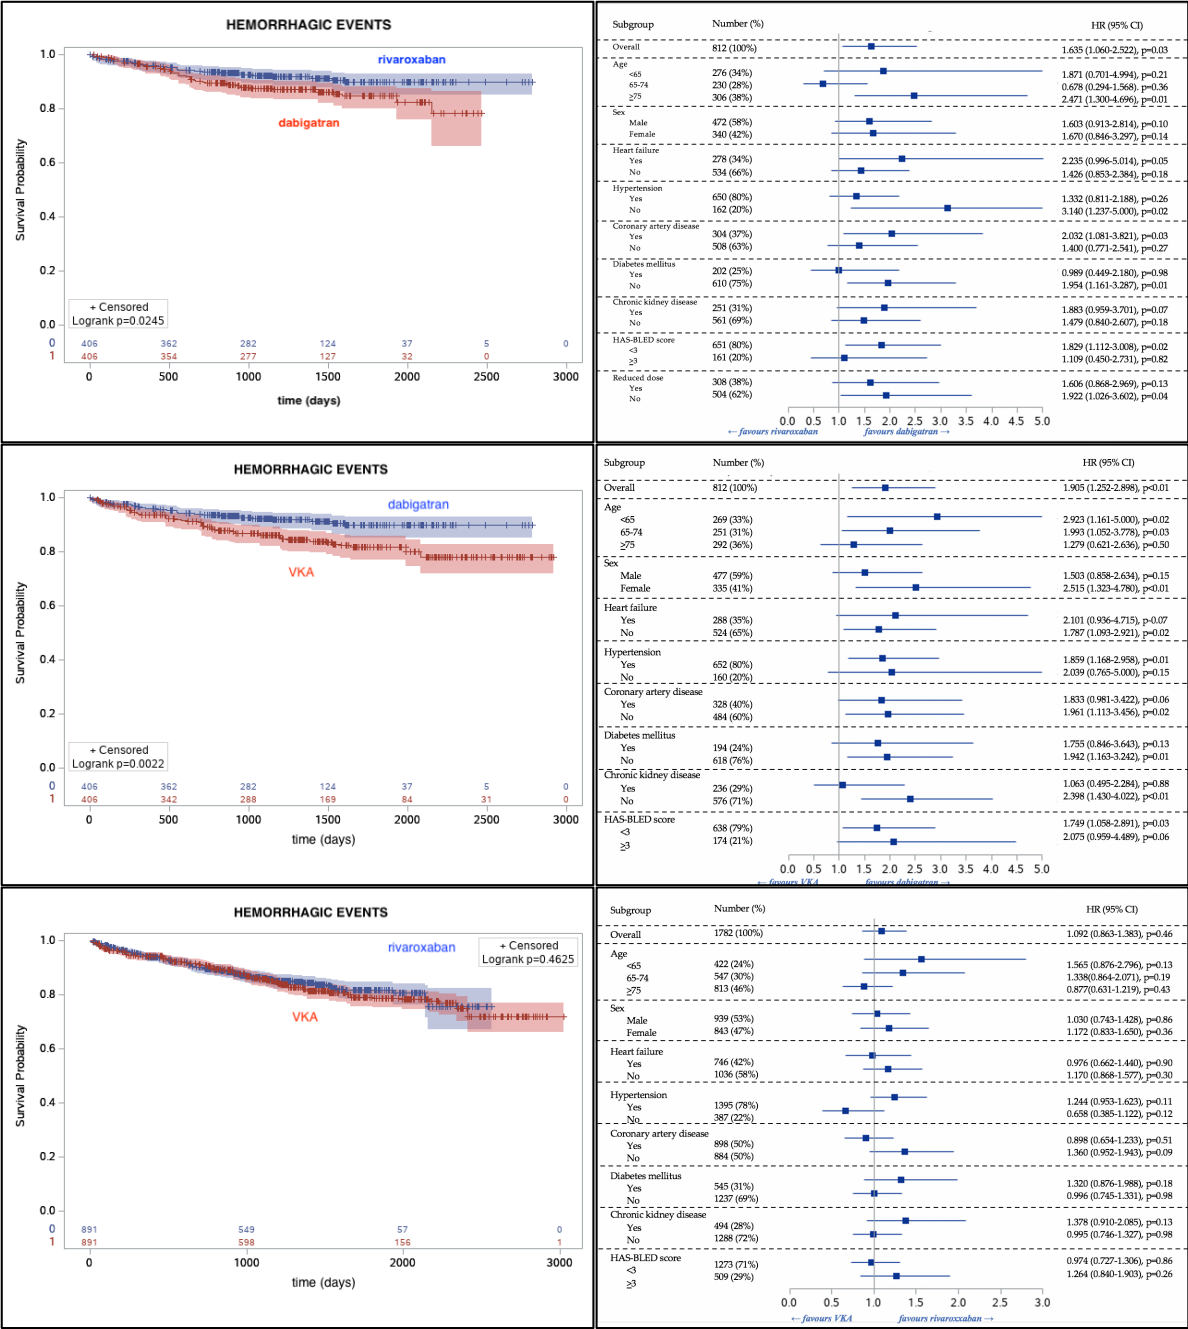 HEMORRHAGIC EVENTS
1.0
0.8
0.6
0.4
0.2
0.0
Survival Probability
rivaroxaban
dabigatran
+ Censored
Logrank p=0.0245
0 406 362 282 124 37 5 0
1 406 354 277 127 32 0
0 500 1000 1500 2000 2500 3000
time (days)
Subgroup Number (%) HR (95% CI)
Overall 812 (100%) 1.635 (1.060-2.522), p=0.03
Age
<65 276 (34%) 1.871 (0.701-4.994), p=0.21
65-74 230 (28%) 0.678 (0.294-1.568), p=0.36
≥75 306 (38%) 2.471 (1.300-4.696), p=0.01
Sex
Male 472 (58%) 1.603 (0.913-2.814), p=0.10
Female 340 (42%) 1.670 (0.846-3.297), p=0.14
Heart failure
Yes 278 (34%) 2.235 (0.996-5.014), p=0.05
No 534 (66%) 1.426 (0.853-2.384), p=0.18
Hypertension
Yes 650 (80%) 1.332 (0.811-2.188), p=0.26
No 162 (20%) 3.140 (1.237-5.000), p=0.02
Coronary artery disease
Yes 304 (37%) 2.032 (1.081-3.821), p=0.03
No 508 (63%) 1.400 (0.771-2.541), p=0.27
Diabetes mellitus
Yes 202 (25%) 0.989 (0.449-2.180), p=0.98
No 610 (75%) 1.954 (1.161-3.287), p=0.01
Chronic kidney disease
Yes 251 (31%) 1.883 (0.959-3.701), p=0.07
No 561 (69%) 1.479 (0.840-2.607), p=0.18
HAS-BLED score
<3 651 (80%) 1.829 (1.112-3.008), p=0.02
≥3 161 (20%) 1.109 (0.450-2.731), p=0.82
Reduced dose
Yes 308 (38%) 1.606 (0.868-2.969), p=0.13
No 504 (62%) 1.922 (1.026-3.602), p=0.04
0.0 0.5 1.0 1.5 2.0 2.5 3.0 3.5 4.0 4.5 5.0
← favours rivaroxaban favours dabigatran →
HEMORRHAGIC EVENTS
1.0
0.8
0.6
0.4
0.2
0.0
Survival Probability
dabigatran
VKA
+ Censored
Logrank p=0.0022
0 406 362 282 124 37 5 0
1 406 342 288 169 84 31 0
0 500 1000 1500 2000 2500 3000
time (days)
Subgroup Number (%) HR (95% CI)
Overall 812 (100%) 1.905 (1.252-2.898), p<0.01
Age
<65 269 (33%) 2.923 (1.161-5.000), p=0.02
65-74 251 (31%) 1.993 (1.052-3.778), p=0.03
≥75 292 (36%) 1.279 (0.621-2.636), p=0.50
Sex
Male 477 (59%) 1.503 (0.858-2.634), p=0.15
Female 335 (41%) 2.515 (1.323-4.780), p<0.01
Heart failure
Yes 288 (35%) 2.101 (0.936-4.715), p-0.07
No 524 (65%) 1.787 (1.093-2.921), p=0.02
Hypertension
Yes 652 (80%) 1.859 (1.168-2.958), p=0.01
No 160 (20%) 2.039 (0.765-5.000), p=0.15
Coronary artery disease
Yes 328 (40%) 1.833 (0.981-3.422), p=0.06
No 484 (60%) 1.961 (1.113-3.456), p=0.02
Diabetes mellitus
Yes 194 (24%) 1.755 (0.846-3.643), p=0.13
No 618 (76%) 1.942 (1.163-3.242), p=0.01
Chronic kidney disease
Yes 236 (29%) 1.063 (0.495-2.284), p=0.88
No 576 (71%) 2.398 (1.430-4.022), p<0.01
HAS-BLED score
<3 638 (79%) 1.749 (1.058-2.891), p=0.03
≥3 174 (21%) 2.075 (0.959-4.489), p=0.06
0.0 0.5 1.0 1.5 2.0 2.5 3.0 3.5 4.0 4.5 5.0
← favours VKA favours dabigatran →
HEMORRHAGIC EVENTS
1.0
0.8
0.6
0.4
0.2
0.0
Survival Probability
rivaroxaban
VKA
+ Censored
Logrank p=0.4625
0 891 549 57 0
1 891 598 156 1
0 1000 2000 3000
time (days)
Subgroup Number (%) HR (95% CI)
Overall 1782 (100%) 1.092 (0.863-1.383), p=0.46
Age
<65 422 (24%) 1.565 (0.876-2.796), p=0.13
65-74 547 (30%) 1.338(0.864-2.071), p=0.19
≥75 813 (46%) 0.877(0.631-1.219), p=0.43
Sex
Male 939 (53%) 1.030 (0.743-1.428), p=0.86
Female 843 (47%) 1.172 (0.833-1.650), p=0.36
Heart failure
Yes 746 (42%) 0.976 (0.662-1.440), p=0.90
No 1036 (58%) 1.170 (0.868-1.577), p=0.30
Hypertension
Yes 1395 (78%) 1.244 (0.953-1.623), p=0.11
No 387 (22%) 0.658 (0.385-1.122), p=0.12
Coronary artery disease
Yes 898 (50%) 0.898 (0.654-1.233), p=0.51
No 884 (50%) 1.360 (0.952-1.943), p=0.09
Diabetes mellitus
Yes 545 (31%) 1.320 (0.876-1.988), p=0.18
No 1237 (69%) 0.996 (0.745-1.331), p=0.98
Chronic kidney disease
Yes 494 (28%) 1.378 (0.910-2.085), p=0.13
No 1288 (72%) 0.995 (0.746-1.327), p=0.98
HAS-BLED score
<3 1273 (71%) 0.974 (0.727-1.306), p=0.86
≥3 509 (29%) 1.264 (0.840-1.903), p=0.26
0.0 0.5 1.0 1.5 2.0 2.5 3.0
← favours VKA favours rivaroxxaban →